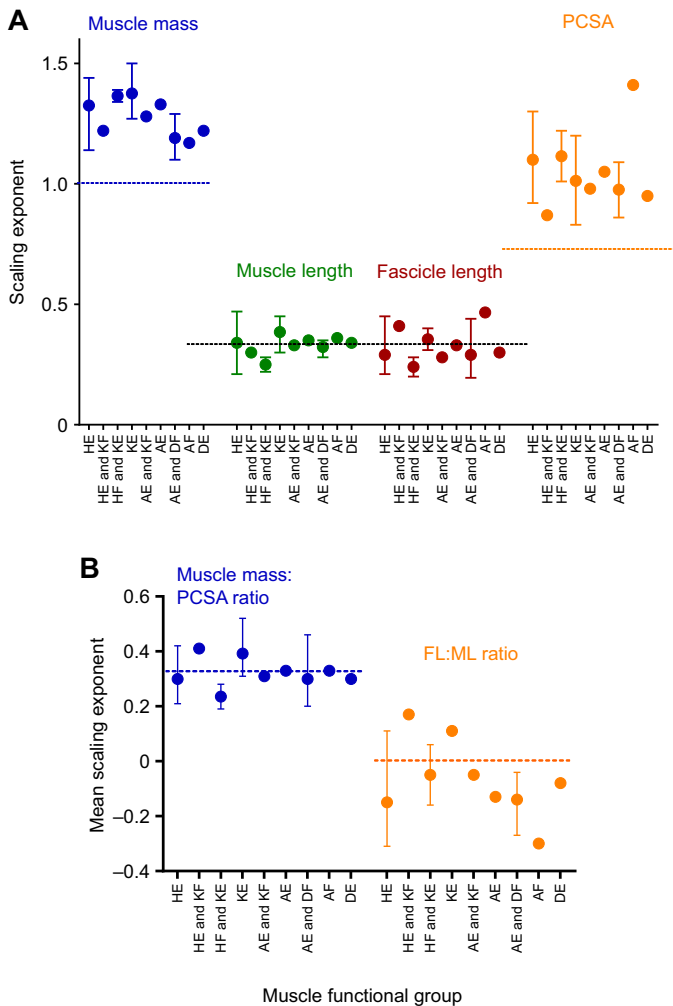 A
Muscle mass
PCSA
Scaling exponent
1.5
1.0
0.5
0
Muscle length
Fascicle length
HE
HE and KF
HF and KE
KE
AE and KF
AE
AE and DF
AF
DE
HE
HE and KF
HF and KE
KE
AE and KF
AE
AE and DF
AF
DE
HE
HE and KF
HF and KE
KE
AE and KF
AE
AE and DF
AF
DE
HE
HE and KF
HF and KE
KE
AE and KF
AE
AE and DF
AF
DE
B
Muscle mass:
PCSA ratio
FL:ML ratio
Mean scaling exponent
0.6
0.4
0.2
0
–0.2
–0.4
HE
HE and KF
HF and KE
KE
AE and KF
AE
AE and DF
AF
DE
HE
HE and KF
HF and KE
KE
AE and KF
AE
AE and DF
AF
DE
Muscle functional group